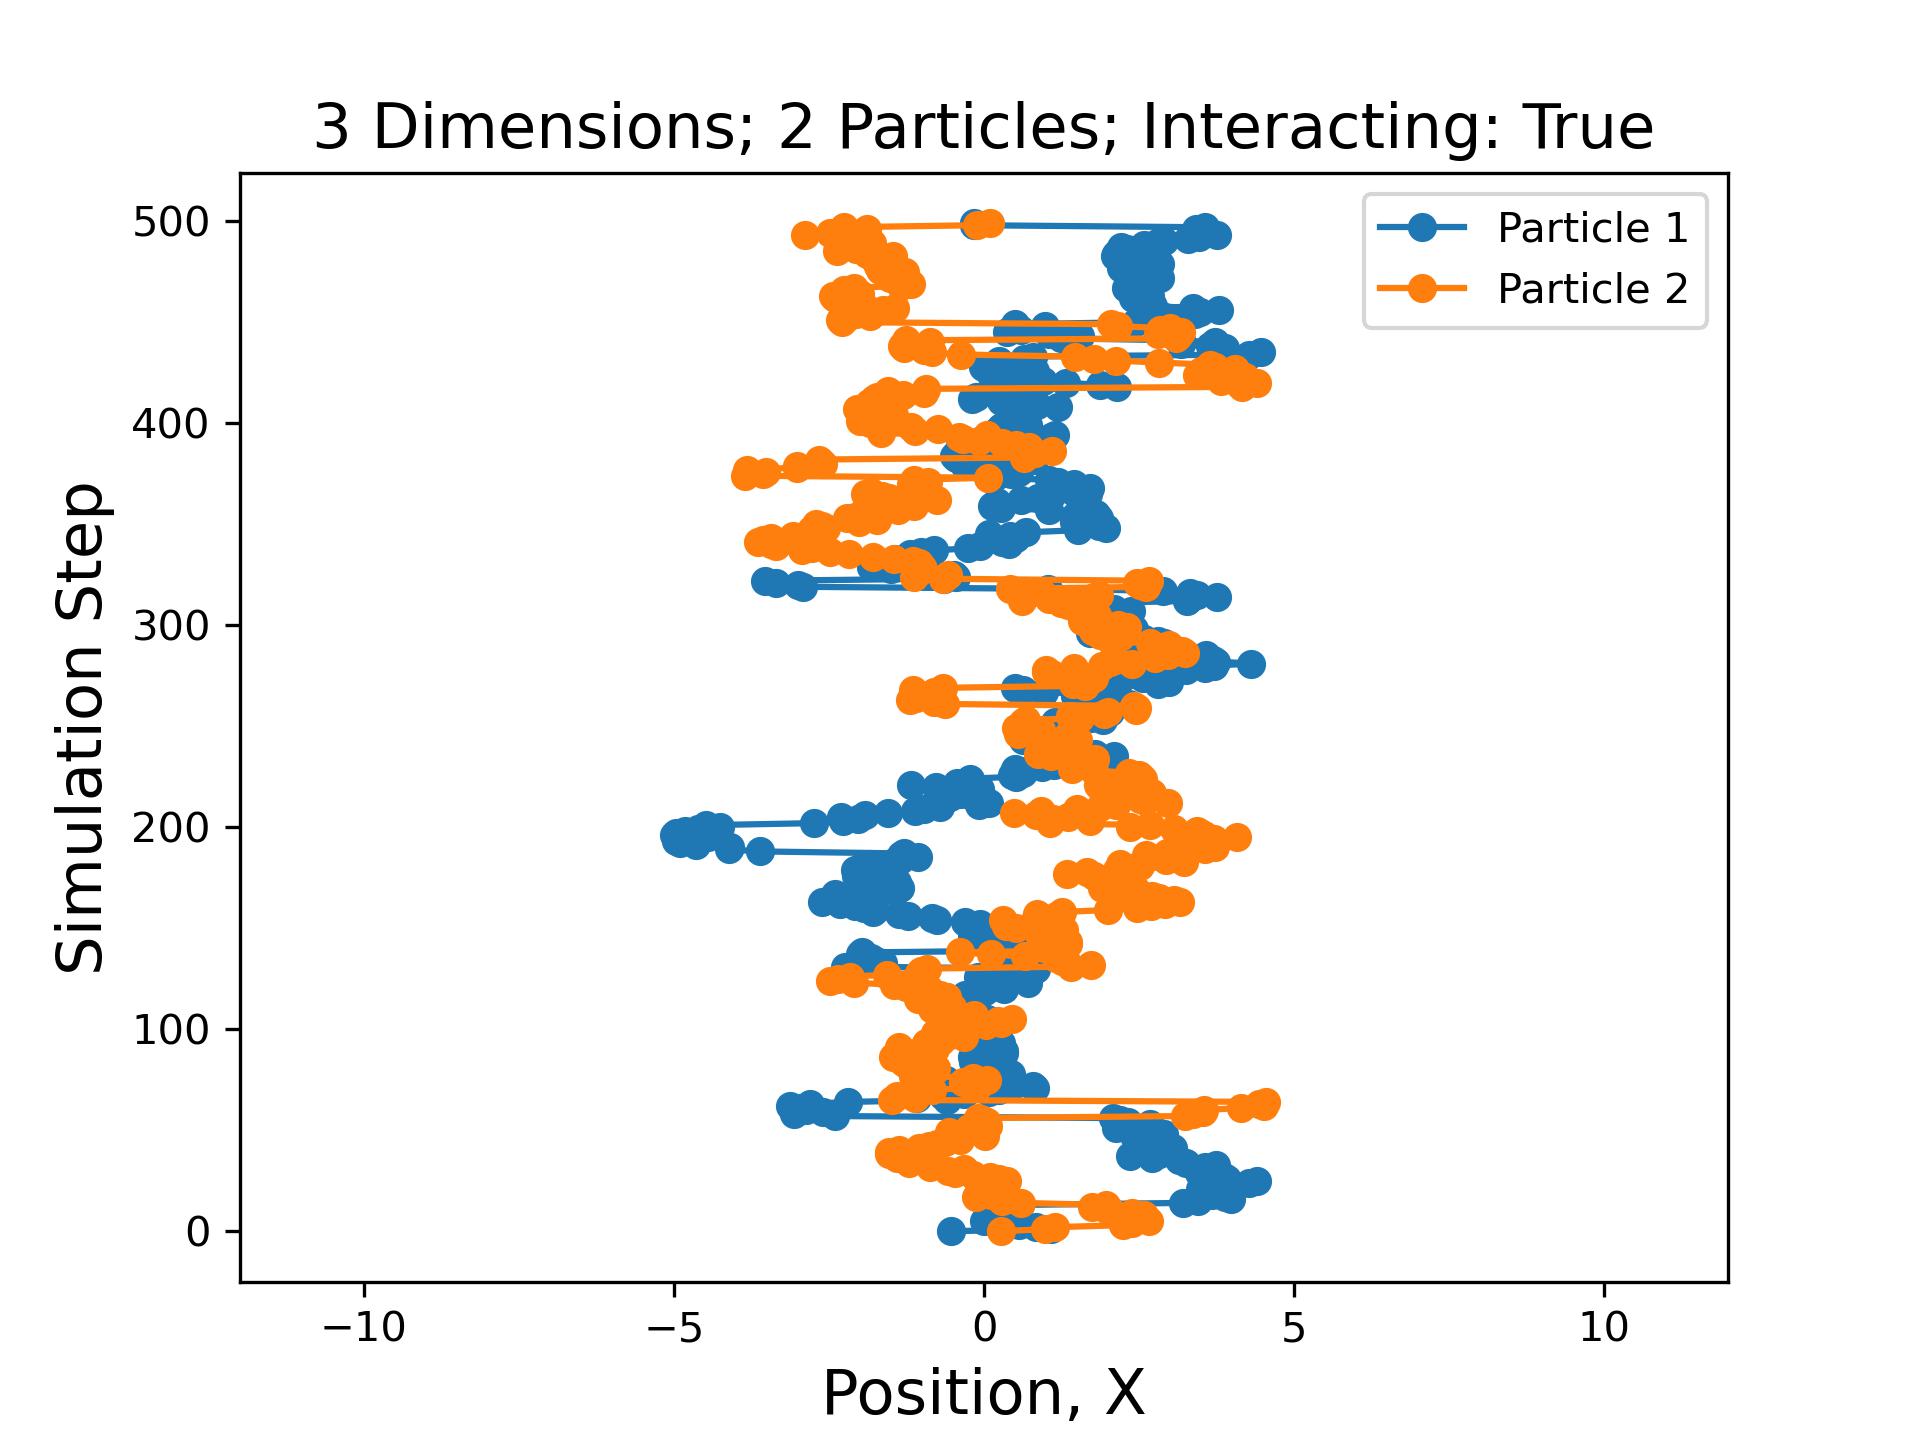 3 Dimensions; 2 Particles; Interacting: True
Particle 1
Particle 2
500
400
300
200
100
0
Simulation Step
−10
−5
0
5
10
Position, X